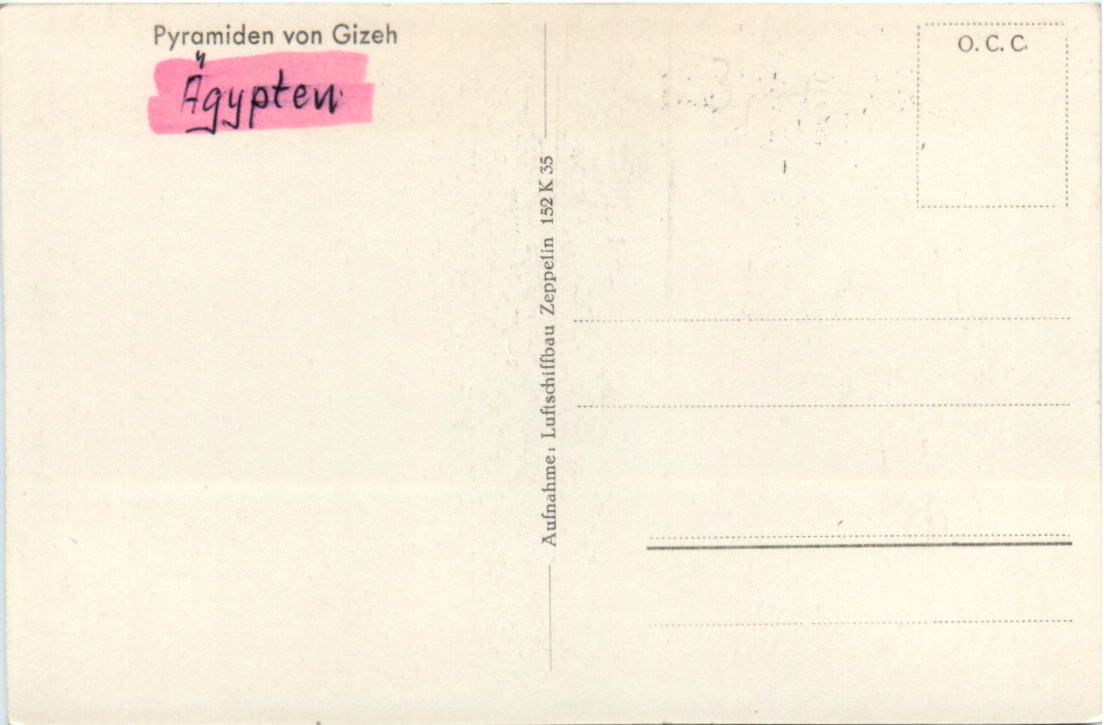 Pyramiden von Gizeh
Ägypten
Aufnahme: Luftschiffbau Zeppelin 152 K 35
O. C. C.